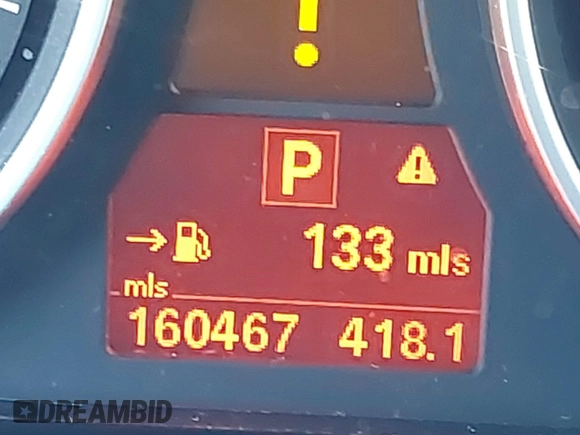 !
P
133 mls
mls
160467 418.1
DREAMBID